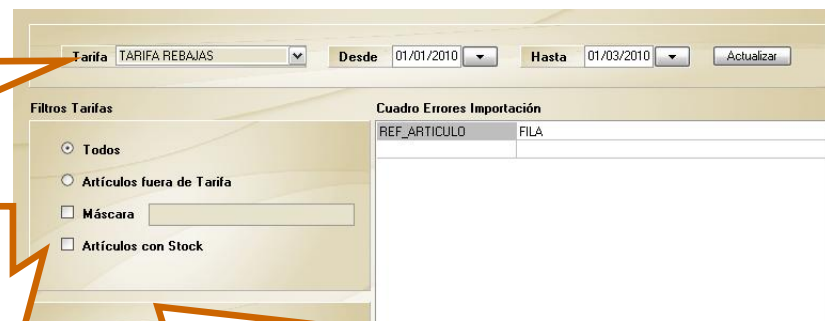 Tarifa TARIFA REBAJAS Desde 01/01/2010 Hasta 01/03/2010 Actualizar
Filtros Tarifas
Todos
Artículos fuera de Tarifa
Máscara
Artículos con Stock
Cuadro Errores Importación
REF_ARTICULO FILA